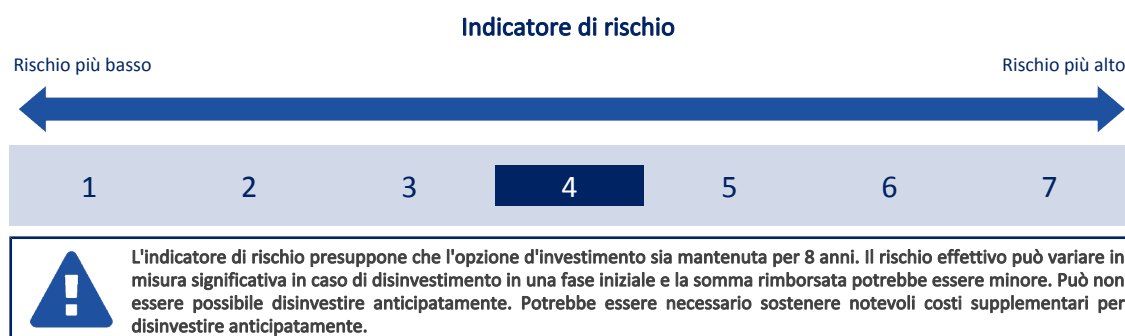 Indicatore di rischio
Rischio più basso
Rischio più alto
1 2 3 4 5 6 7
L'indicatore di rischio presuppone che l'opzione d'investimento sia mantenuta per 8 anni. Il rischio effettivo può variare in
misura significativa in caso di disinvestimento in una fase iniziale e la somma rimborsata potrebbe essere minore. Può non
essere possibile disinvestire anticipatamente. Potrebbe essere necessario sostenere notevoli costi supplementari per
disinvestire anticipatamente.